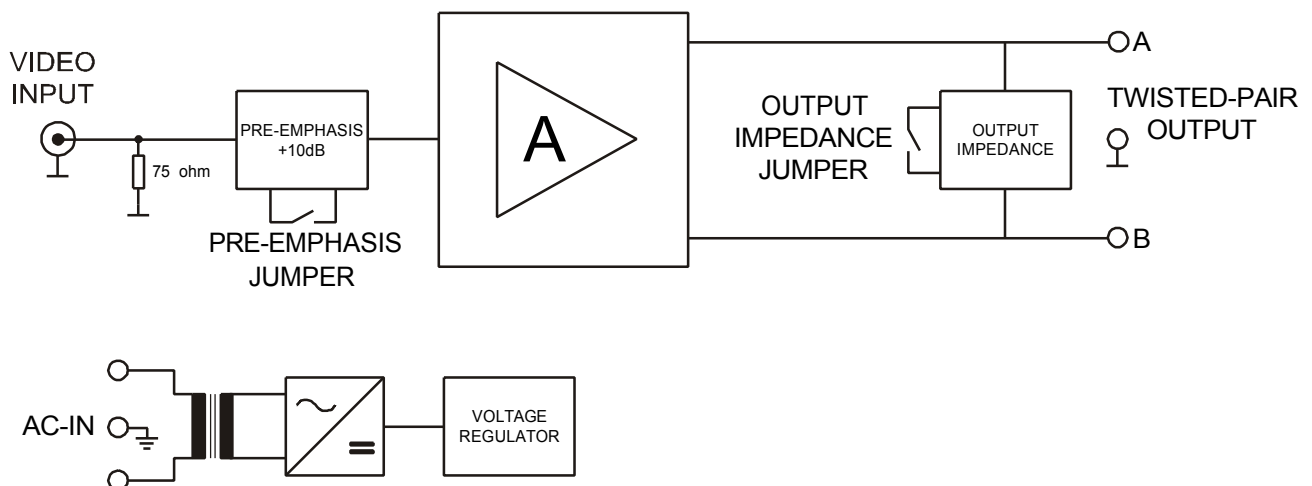 VIDEO
INPUT
75 ohm
PRE-EMPHASIS
+10dB
PRE-EMPHASIS
JUMPER
A
OUTPUT
IMPEDANCE
JUMPER
OUTPUT
IMPEDANCE
A
TWISTED-PAIR
OUTPUT
B
AC-IN
VOLTAGE
REGULATOR